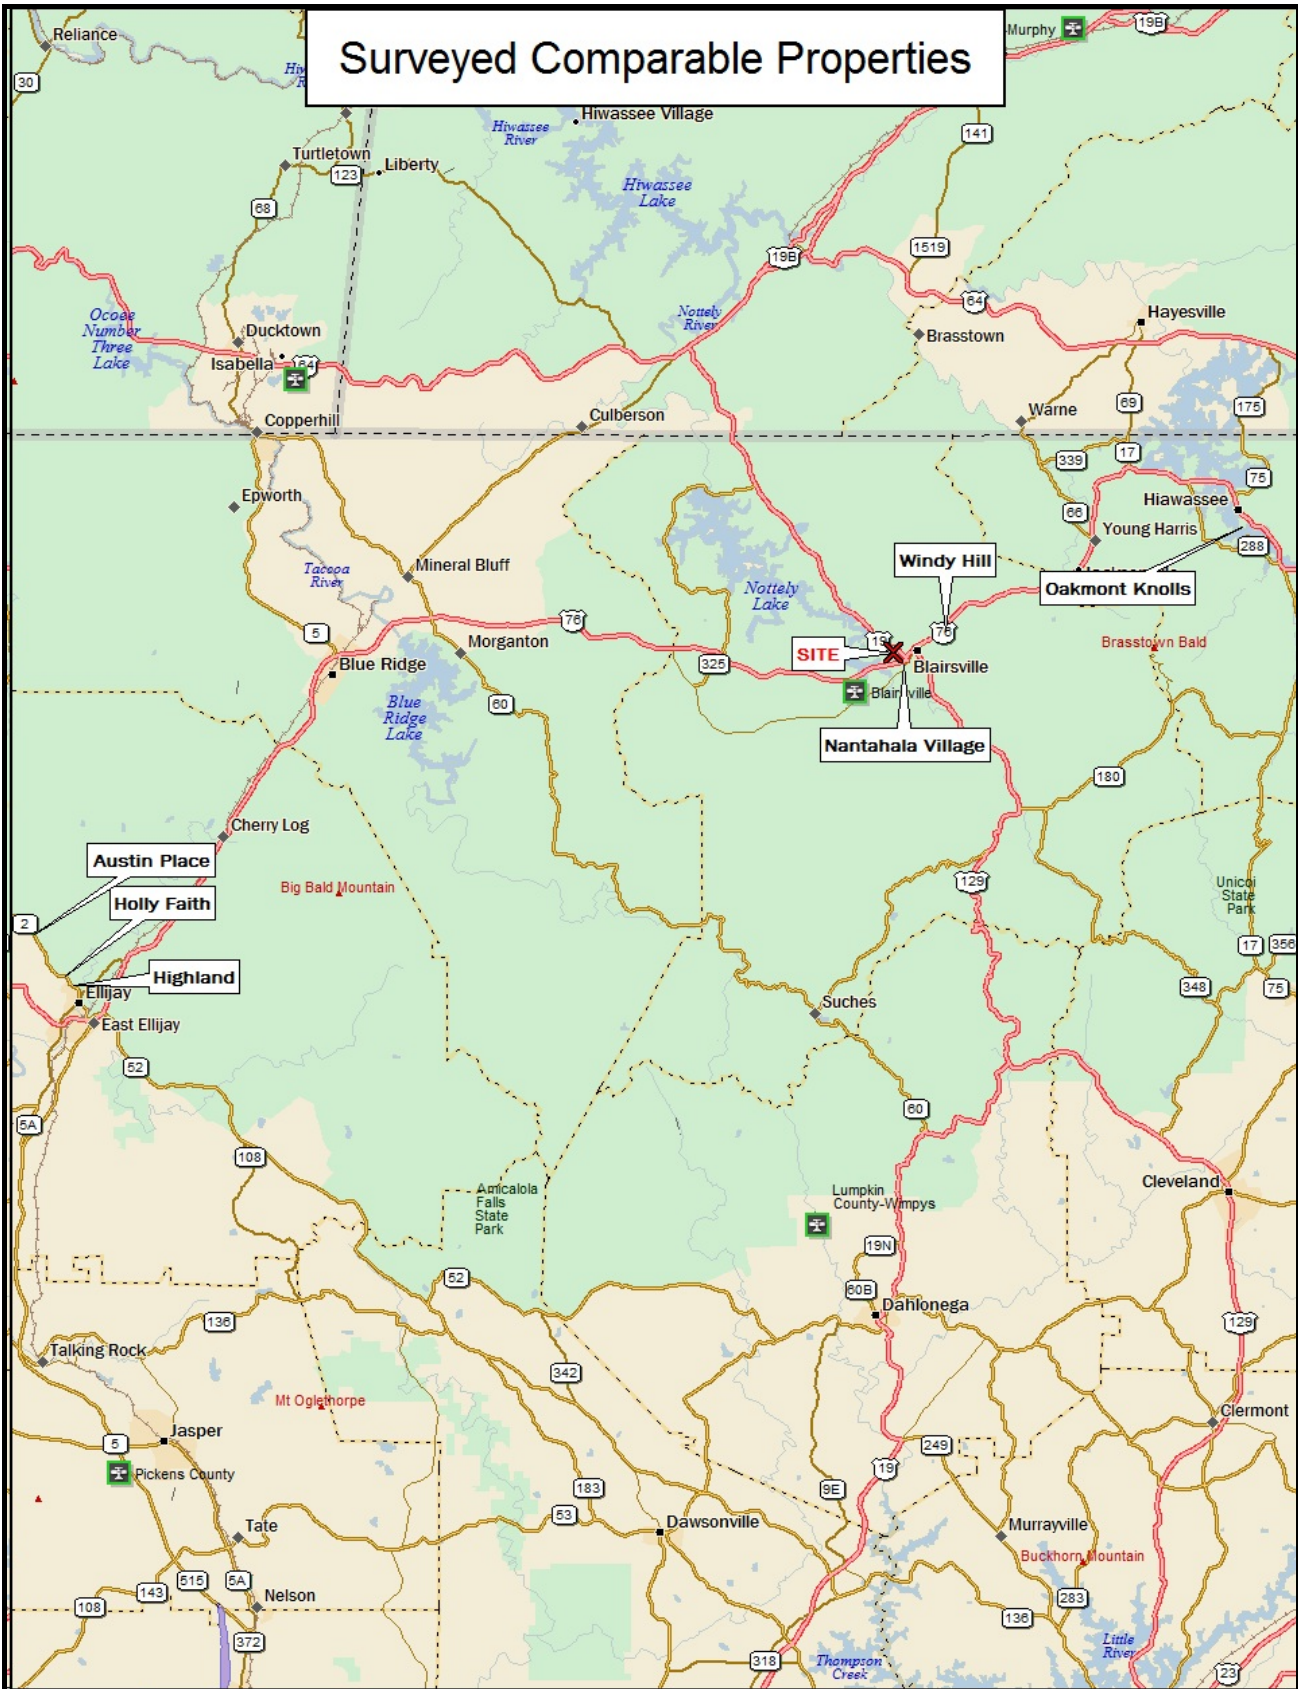 Surveyed Comparable Properties
Reliance
30
Murphy
19B
Hiwassee
River
Hiwassee Village
141
Turtletown
123
Liberty
Hiwassee
Lake
68
1519
19B
64
Ocoee
Number
Three
Lake
Ducktown
Isabella
64
Nottely
River
Brasstown
Hayesville
Copperhill
Culberson
Warne
69
175
339
17
75
Epworth
Hiawassee
66
Young Harris
288
Taccoa
River
Mineral Bluff
Windy Hill
Oakmont Knolls
Nottely
Lake
5
76
76
19
Morganton
SITE
Brasstown Bald
Blue Ridge
325
Blairsville
Blairsville
Blue
Ridge
Lake
60
Nantahala Village
180
Cherry Log
Austin Place
Big Bald Mountain
129
Unicoi
State
Park
Holly Faith
2
17
356
Highland
Ellijay
348
75
Suches
East Ellijay
52
5A
60
108
Amicalola
Falls
State
Park
Lumpkin
County-Wimpys
Cleveland
19N
52
60B
Dahlonega
136
129
Talking Rock
342
Mt Oglethorpe
Clermont
Jasper
5
249
Pickens County
19
183
9E
53
Dawsonville
Tate
Murrayville
Buckhorn Mountain
515
5A
143
108
Nelson
283
136
372
Little
River
318
Thompson
Creek
23